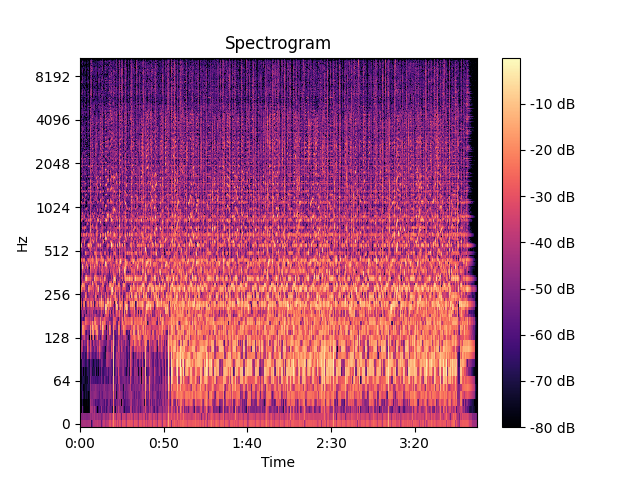 Spectrogram
Hz
8192
4096
2048
1024
512
256
128
64
0
0:00 0:50 1:40 2:30 3:20
Time
-10 dB
-20 dB
-30 dB
-40 dB
-50 dB
-60 dB
-70 dB
-80 dB